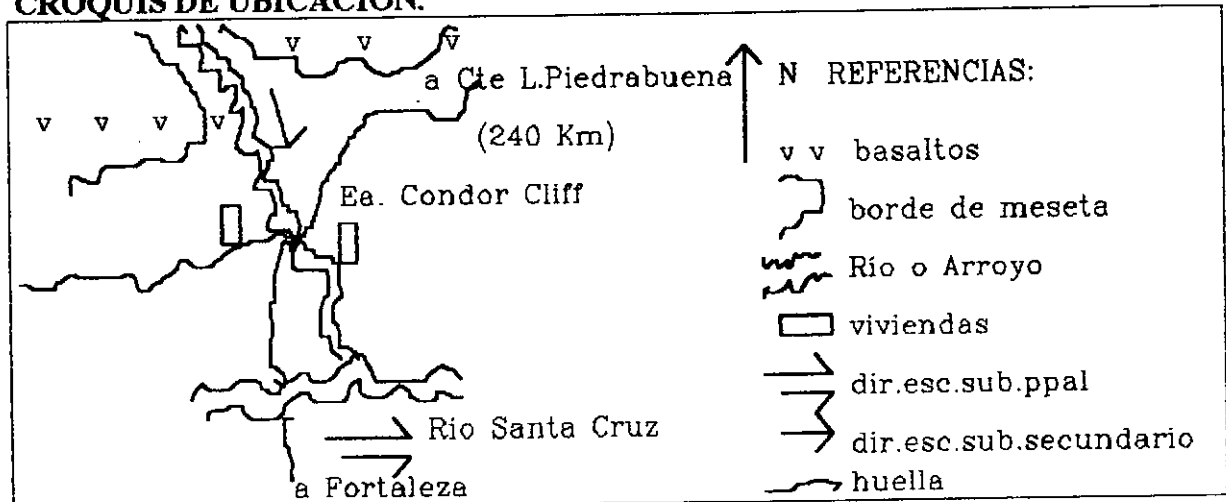 CROQUIS DE UBICACION.
v v v
a Cte L.Piedrabuena
(240 Km)
v v v v
Ea. Condor Cliff
Rio Santa Cruz
a Fortaleza
N REFERENCIAS:
v v basaltos
borde de meseta
Rio o Arroyo
viviendas
dir.esc.sub.ppal
dir.esc.sub.secundario
huella